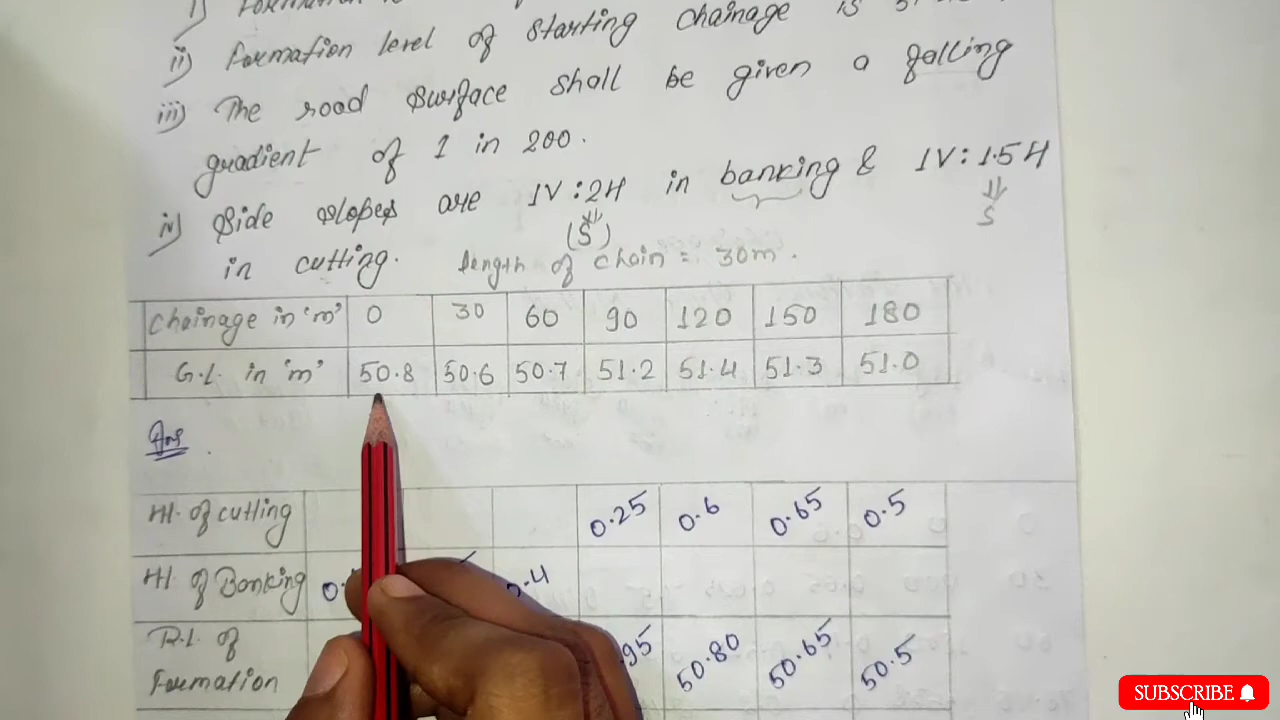 i) Formation
ii) Formation level of starting chainage is
iii) The road surface shall be given a falling
gradient of 1 in 200.
iv) Side slopes are 1V:2H in banking & 1V:1.5H
(S) S
in cutting. length of chain = 30m.
Chainage in 'm' 0 30 60 90 120 150 180
G.L. in 'm' 50.8 50.6 50.7 51.2 51.4 51.3 51.0
Ans.
Ht. of cutting 0.25 0.6 0.65 0.5
Ht. of Banking 0.4
R.L. of
Formation .95 50.80 50.65 50.5
SUBSCRIBE